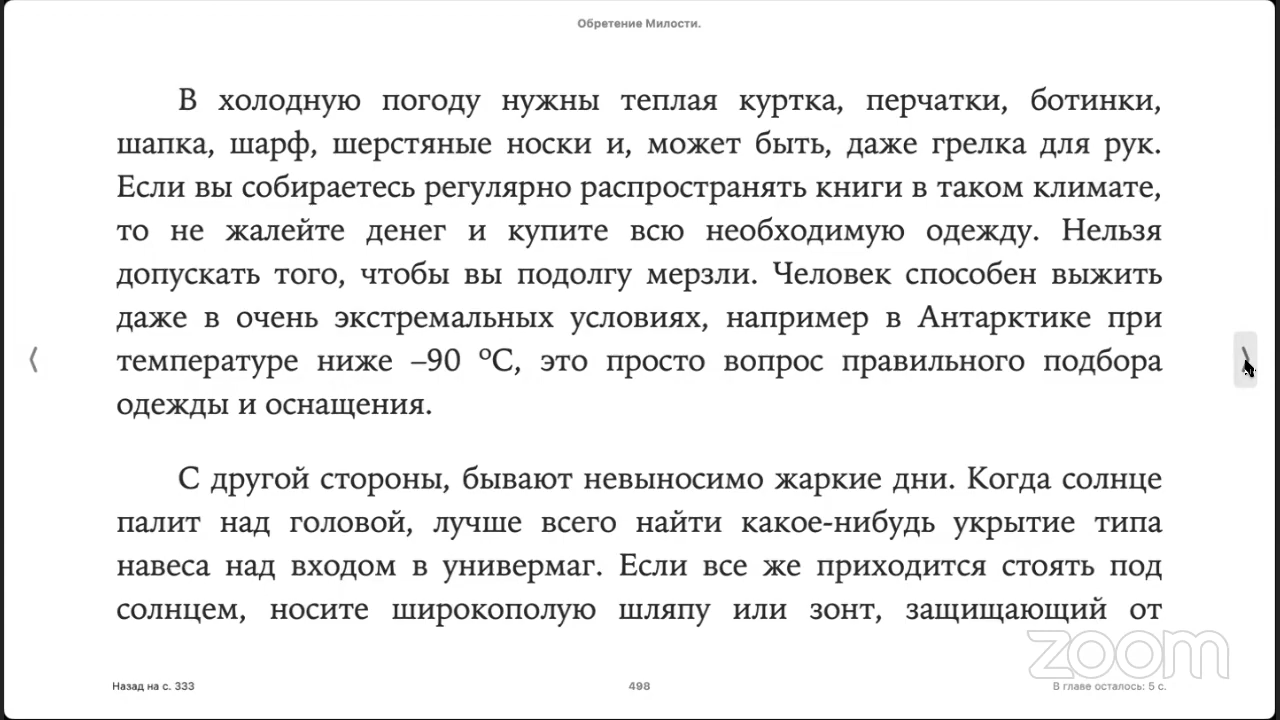 Обретение Милости.
В холодную погоду нужны теплая куртка, перчатки, ботинки,
шапка, шарф, шерстяные носки и, может быть, даже грелка для рук.
Если вы собираетесь регулярно распространять книги в таком климате,
то не жалейте денег и купите всю необходимую одежду. Нельзя
допускать того, чтобы вы подолгу мерзли. Человек способен выжить
даже в очень экстремальных условиях, например в Антарктике при
температуре ниже –90 ºС, это просто вопрос правильного подбора
одежды и оснащения.
С другой стороны, бывают невыносимо жаркие дни. Когда солнце
палит над головой, лучше всего найти какое-нибудь укрытие типа
навеса над входом в универмаг. Если все же приходится стоять под
солнцем, носите широкополую шляпу или зонт, защищающий от
zoom
Назад на с. 333
498
В главе осталось: 5 с.